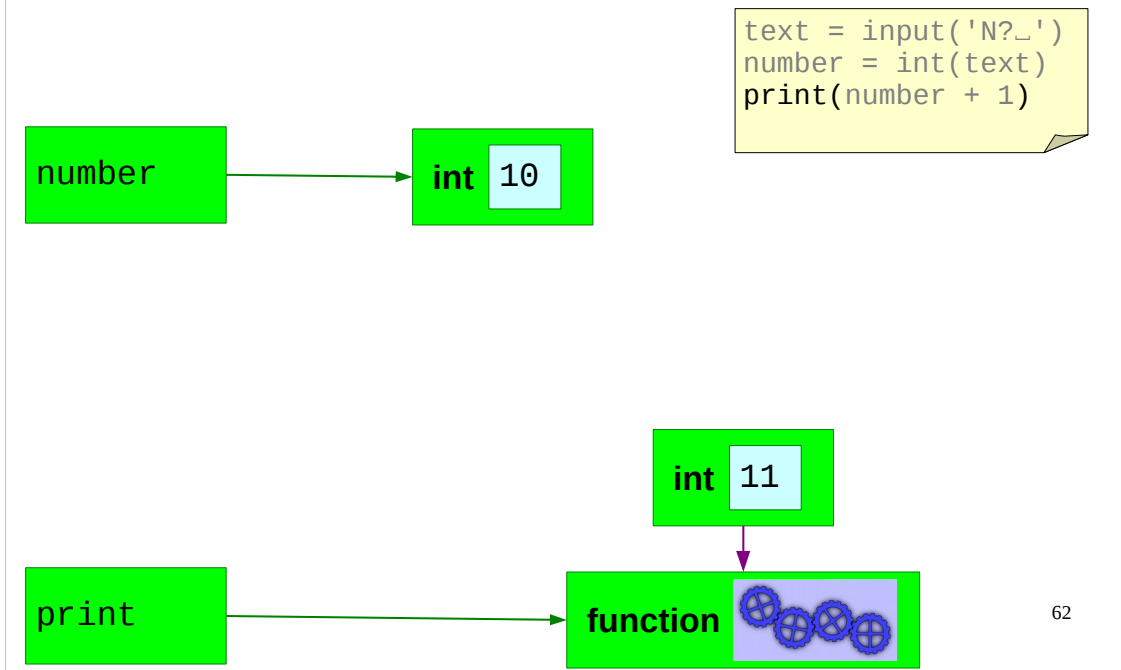 text = input('N?␣')
number = int(text)
print(number + 1)
number
int 10
int 11
print
function
62